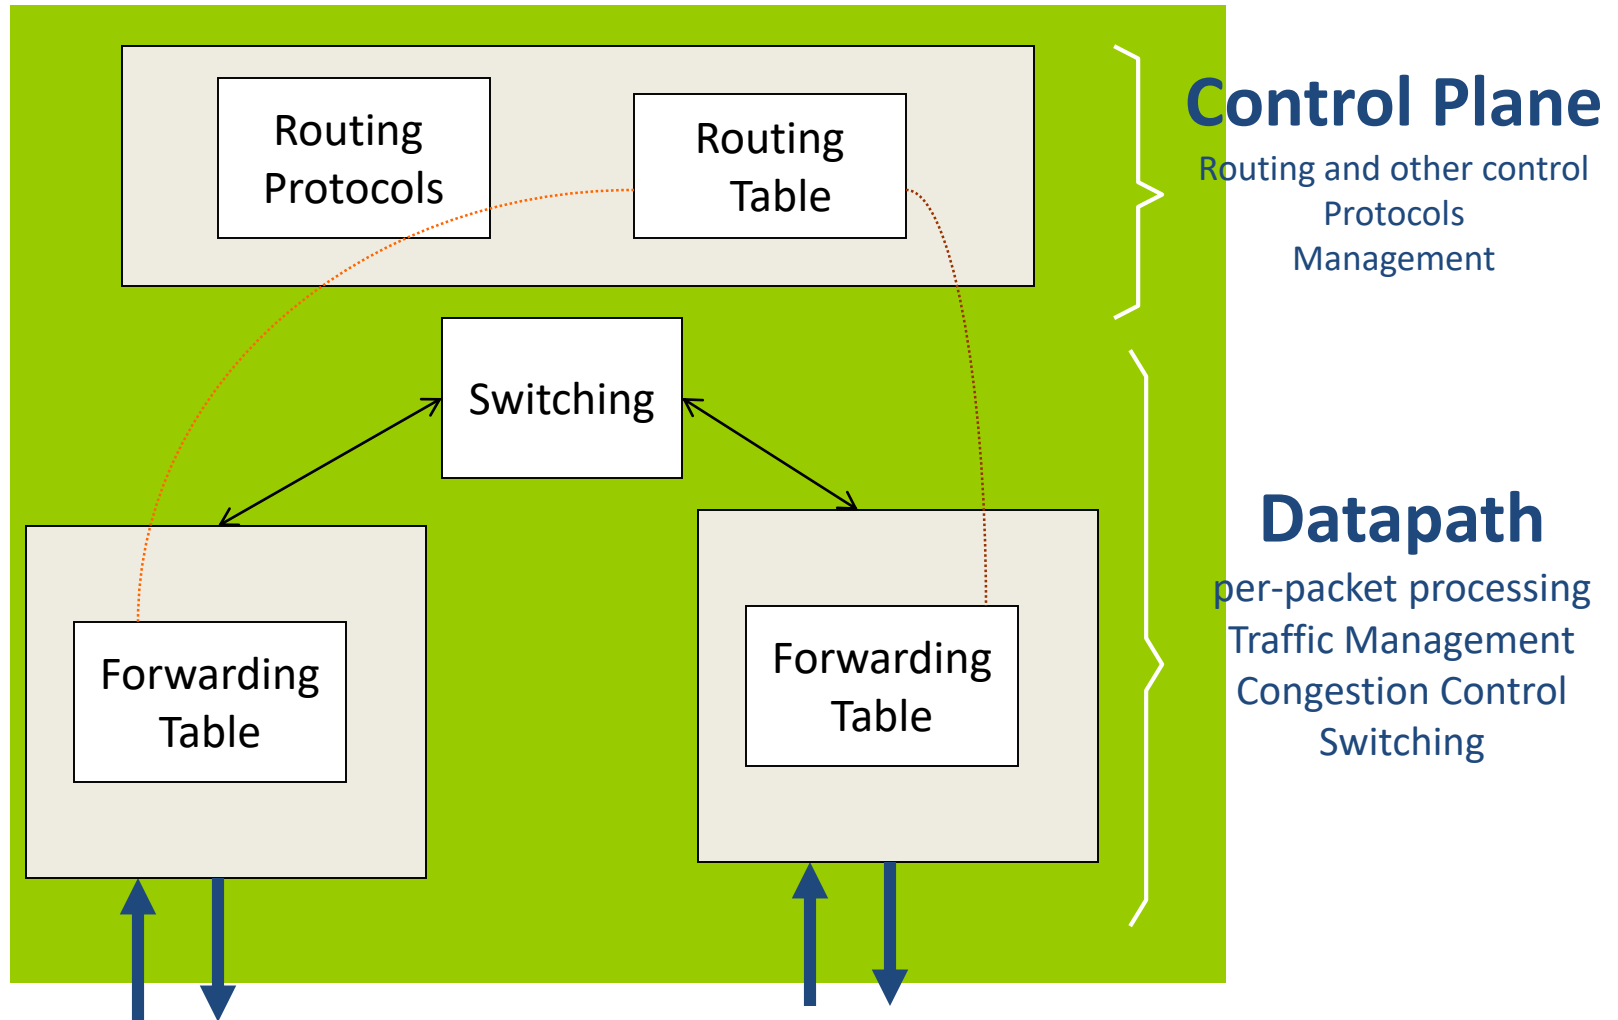 Routing
Protocols
Routing
Table
Control Plane
Routing and other control
Protocols
Management
Switching
Forwarding
Table
Forwarding
Table
Datapath
per-packet processing
Traffic Management
Congestion Control
Switching